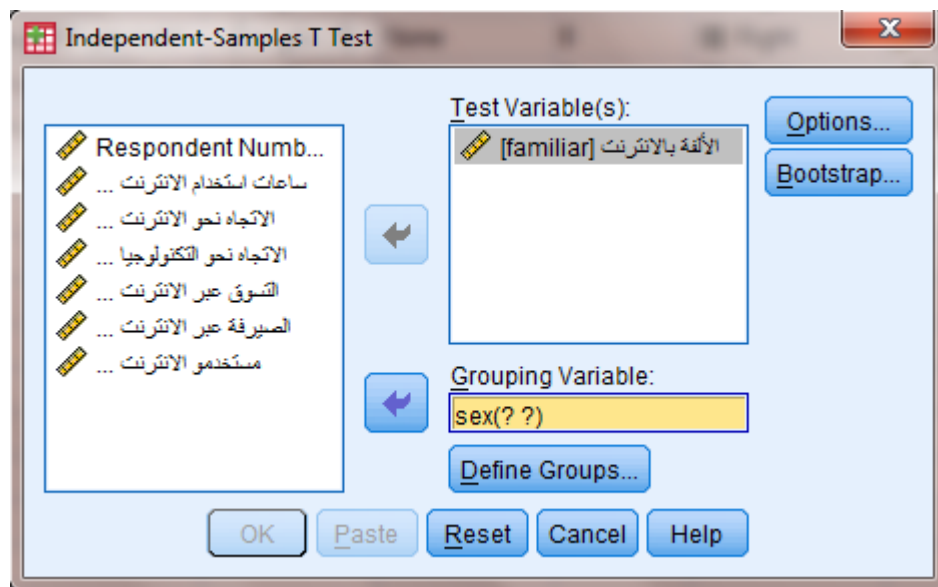 Independent-Samples T Test
Respondent Numb...
ساعات استخدام الانترنت ...
الاتجاه نحو الانترنت ...
الاتجاه نحو التكنولوجيا ...
التسوق عبر الانترنت ...
الصيرفة عبر الانترنت ...
مستخدمو الانترنت ...
Test Variable(s):
الألفة بالانترنت [familiar]
Options...
Bootstrap...
Grouping Variable:
sex(? ?)
Define Groups...
OK Paste Reset Cancel Help